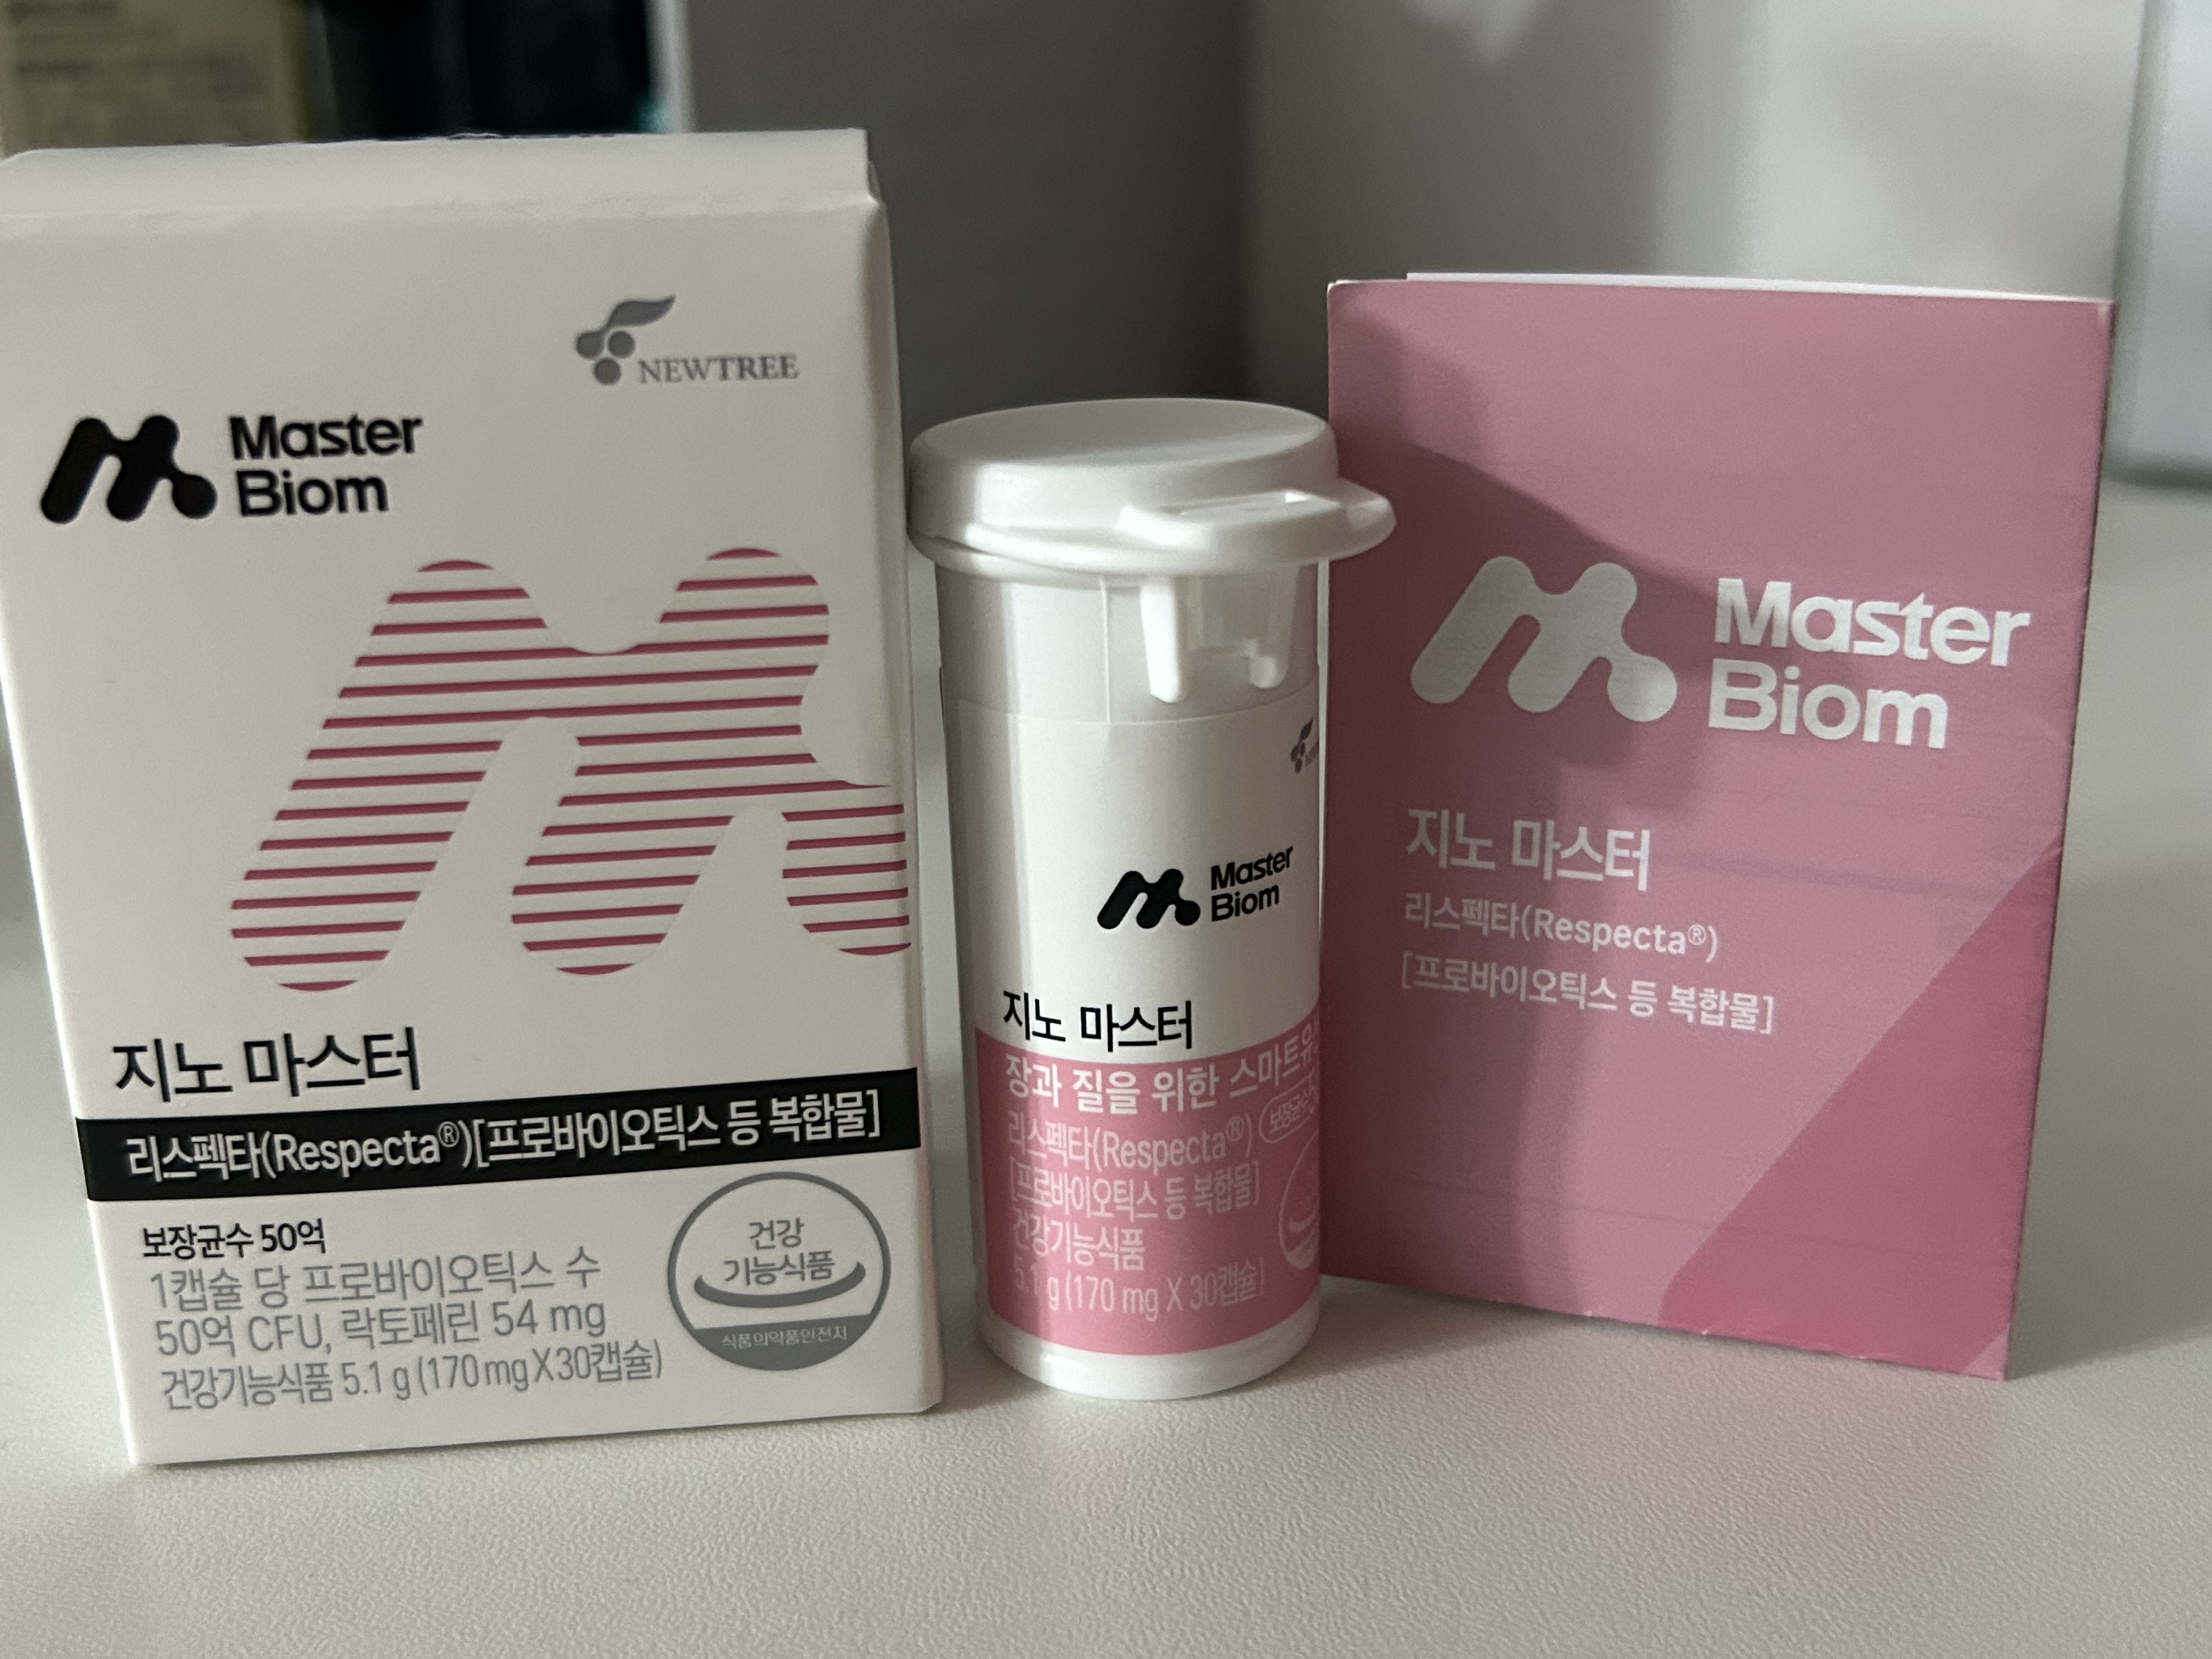 NEWTREE
Master
Biom
지노 마스터
리스펙타(Respecta®)[프로바이오틱스 등 복합물]
보장균수 50억
1캡슐 당 프로바이오틱스 수
50억 CFU, 락토페린 54 mg
건강기능식품 5.1 g (170 mg X 30캡슐)
건강
기능식품
식품의약품안전처
Master
Biom
지노 마스터
장과 질을 위한 스마트유
리스펙타(Respecta®)
보장균수
[프로바이오틱스 등 복합물]
건강기능식품
5.1 g (170 mg X 30캡슐)
Master
Biom
지노 마스터
리스펙타(Respecta®)
[프로바이오틱스 등 복합물]